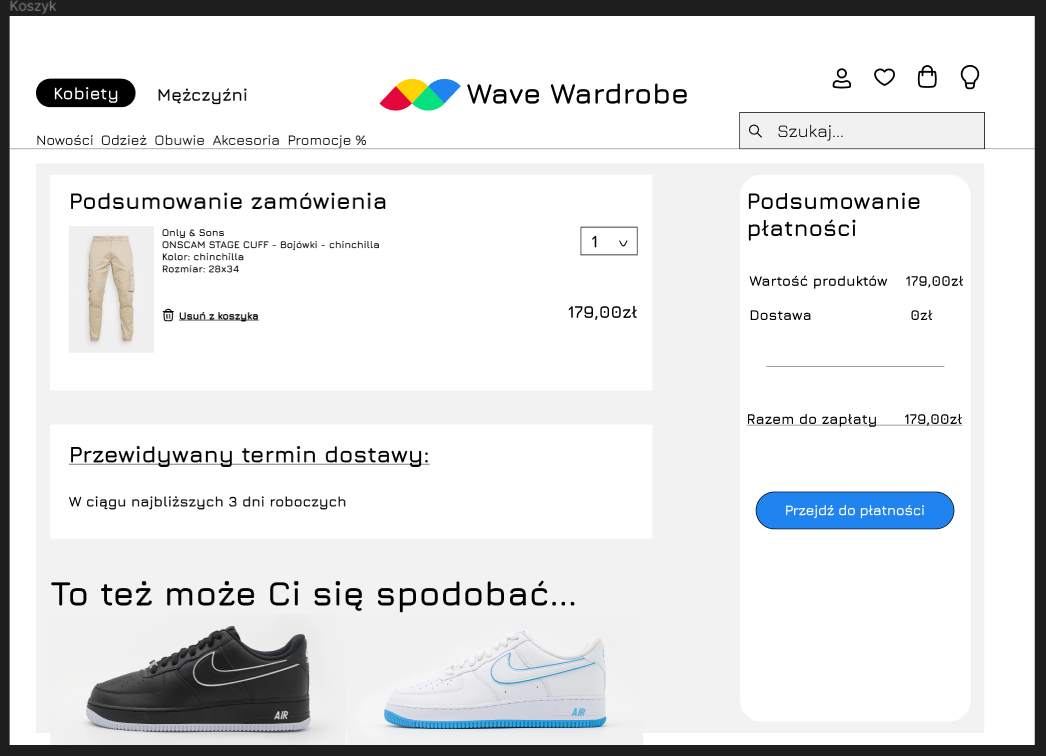 Koszyk
Kobiety
Mężczyźni
Wave Wardrobe
Nowości Odzież Obuwie Akcesoria Promocje %
Szukaj...
Podsumowanie zamówienia
Only & Sons
ONSCAM STAGE CUFF - Bojówki - chinchilla
Kolor: chinchilla
Rozmiar: 28x34
1
Usuń z koszyka
179,00zł
Przewidywany termin dostawy:
W ciągu najbliższych 3 dni roboczych
To też może Ci się spodobać...
AIR
AIR
Podsumowanie
płatności
Wartość produktów 179,00zł
Dostawa 0zł
Razem do zapłaty 179,00zł
Przejdź do płatności